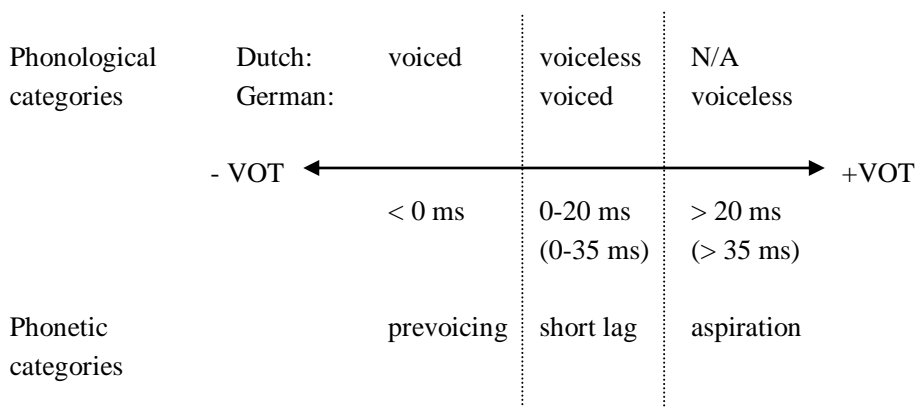 Phonological Dutch: voiced voiceless N/A
categories German: voiced voiceless
- VOT +VOT
< 0 ms 0-20 ms > 20 ms
(0-35 ms) (> 35 ms)
Phonetic prevoicing short lag aspiration
categories